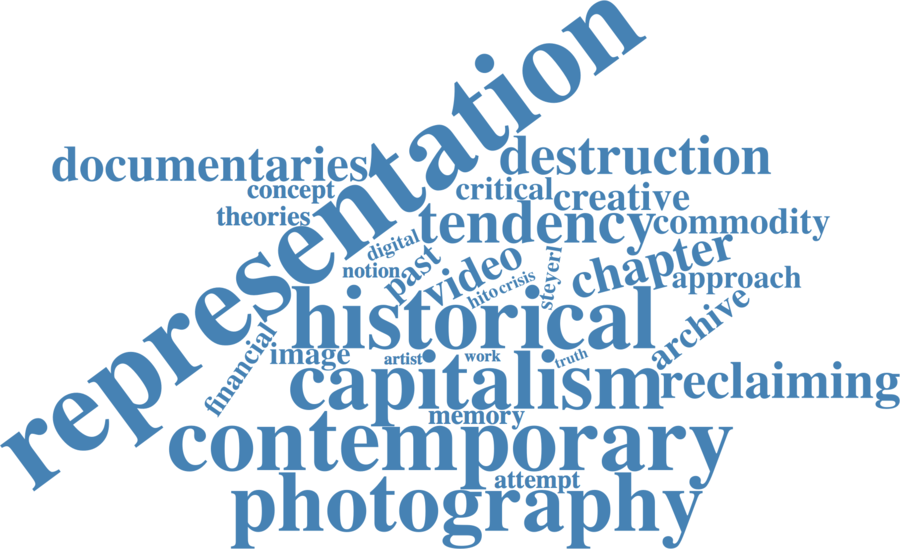 representation
documentaries
destruction
concept
critical
creative
theories
tendency
commodity
digital
notion
past
video
hito
crisis
steyerl
chapter
approach
historical
financial
image
artist
work
truth
archive
capitalism
reclaiming
memory
contemporary
attempt
photography